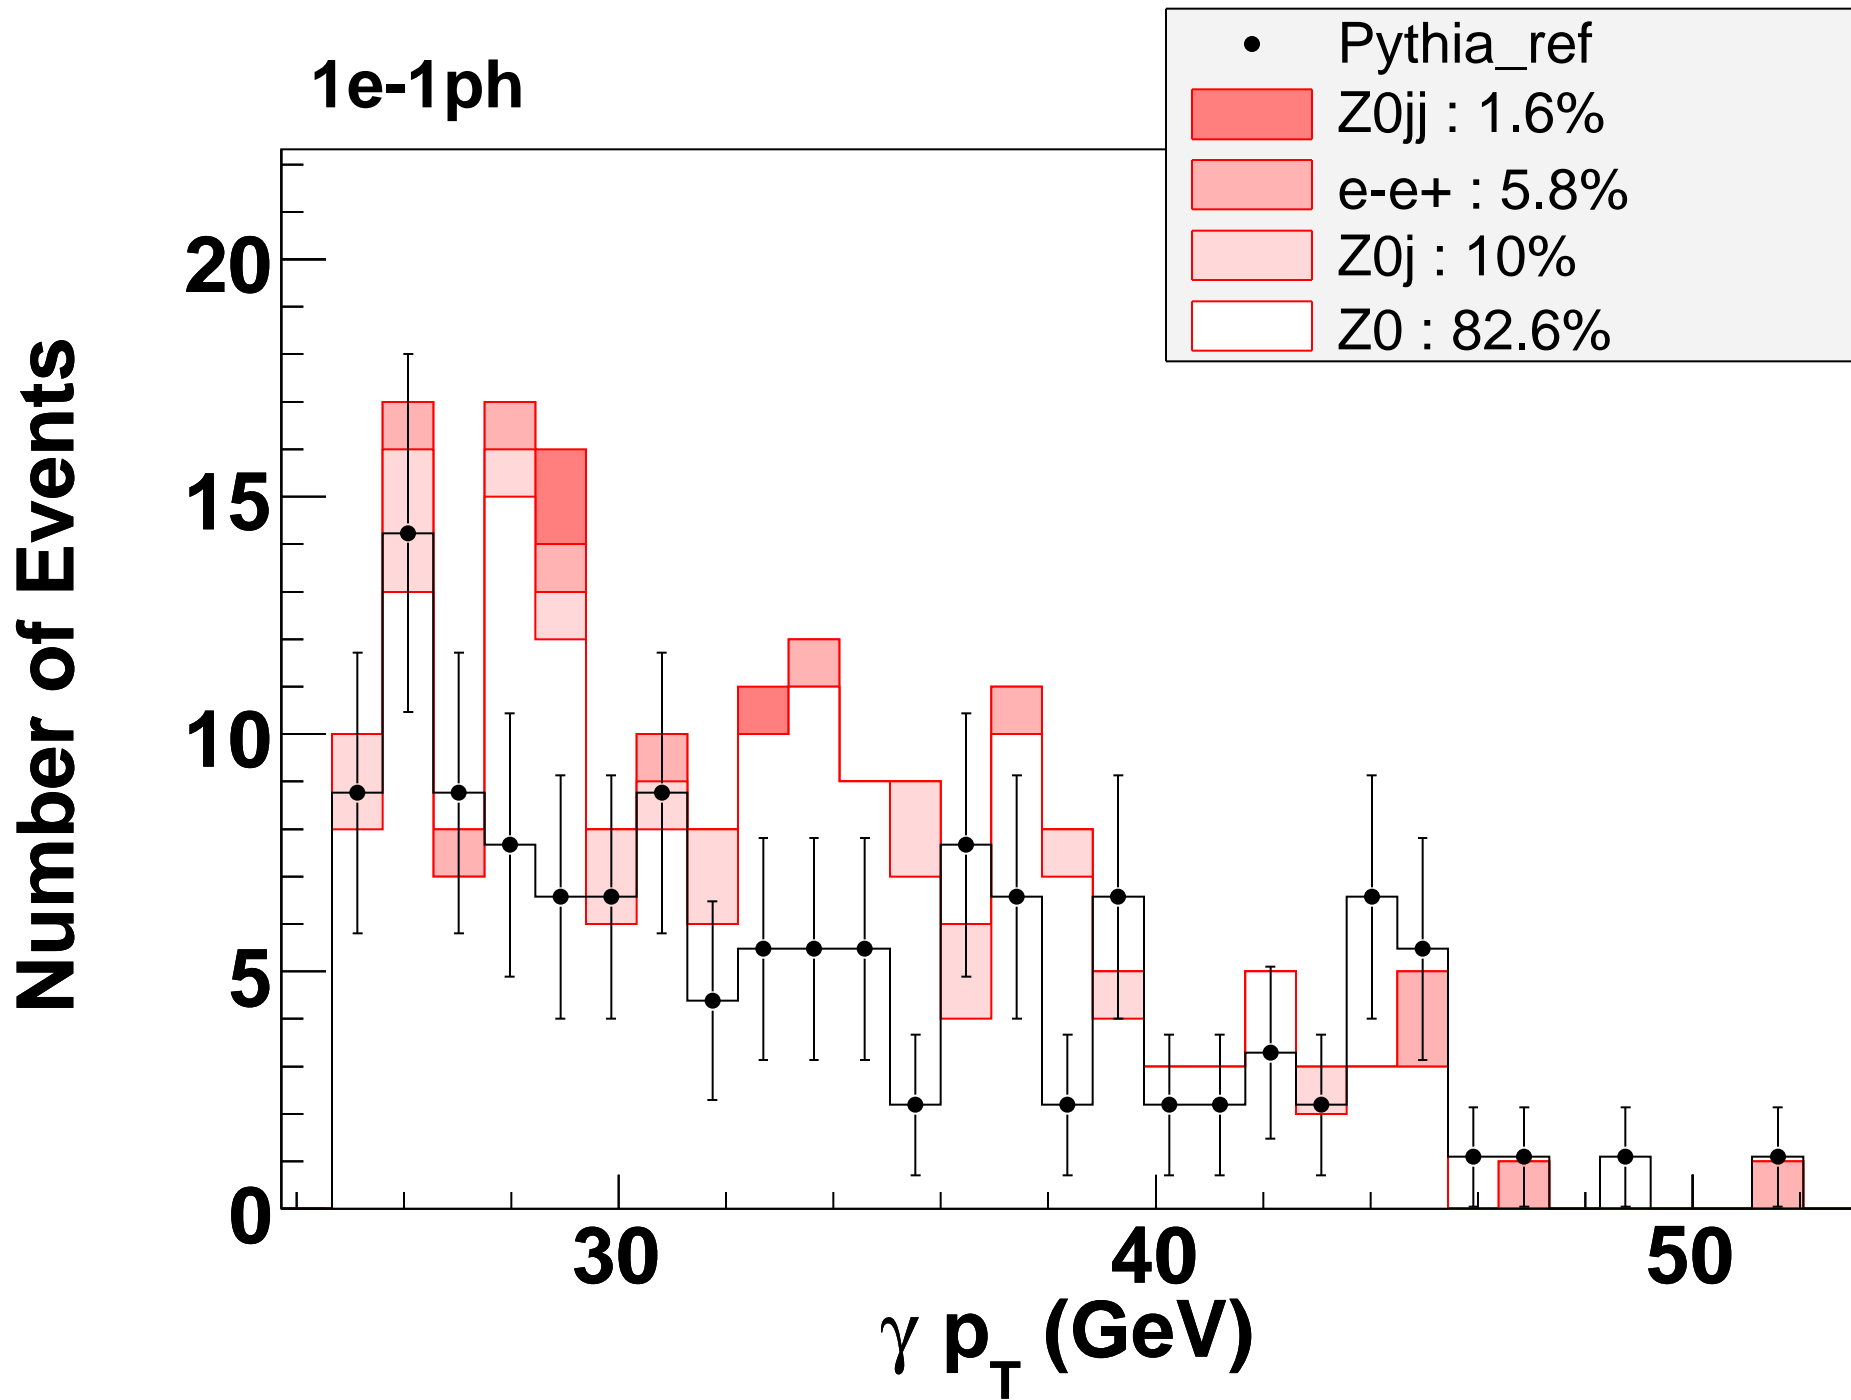 1e-1ph
Pythia_ref
Z0jj : 1.6%
e-e+ : 5.8%
Z0j : 10%
Z0 : 82.6%
Number of Events
20
15
10
5
0
30 40 50
γ p_T (GeV)